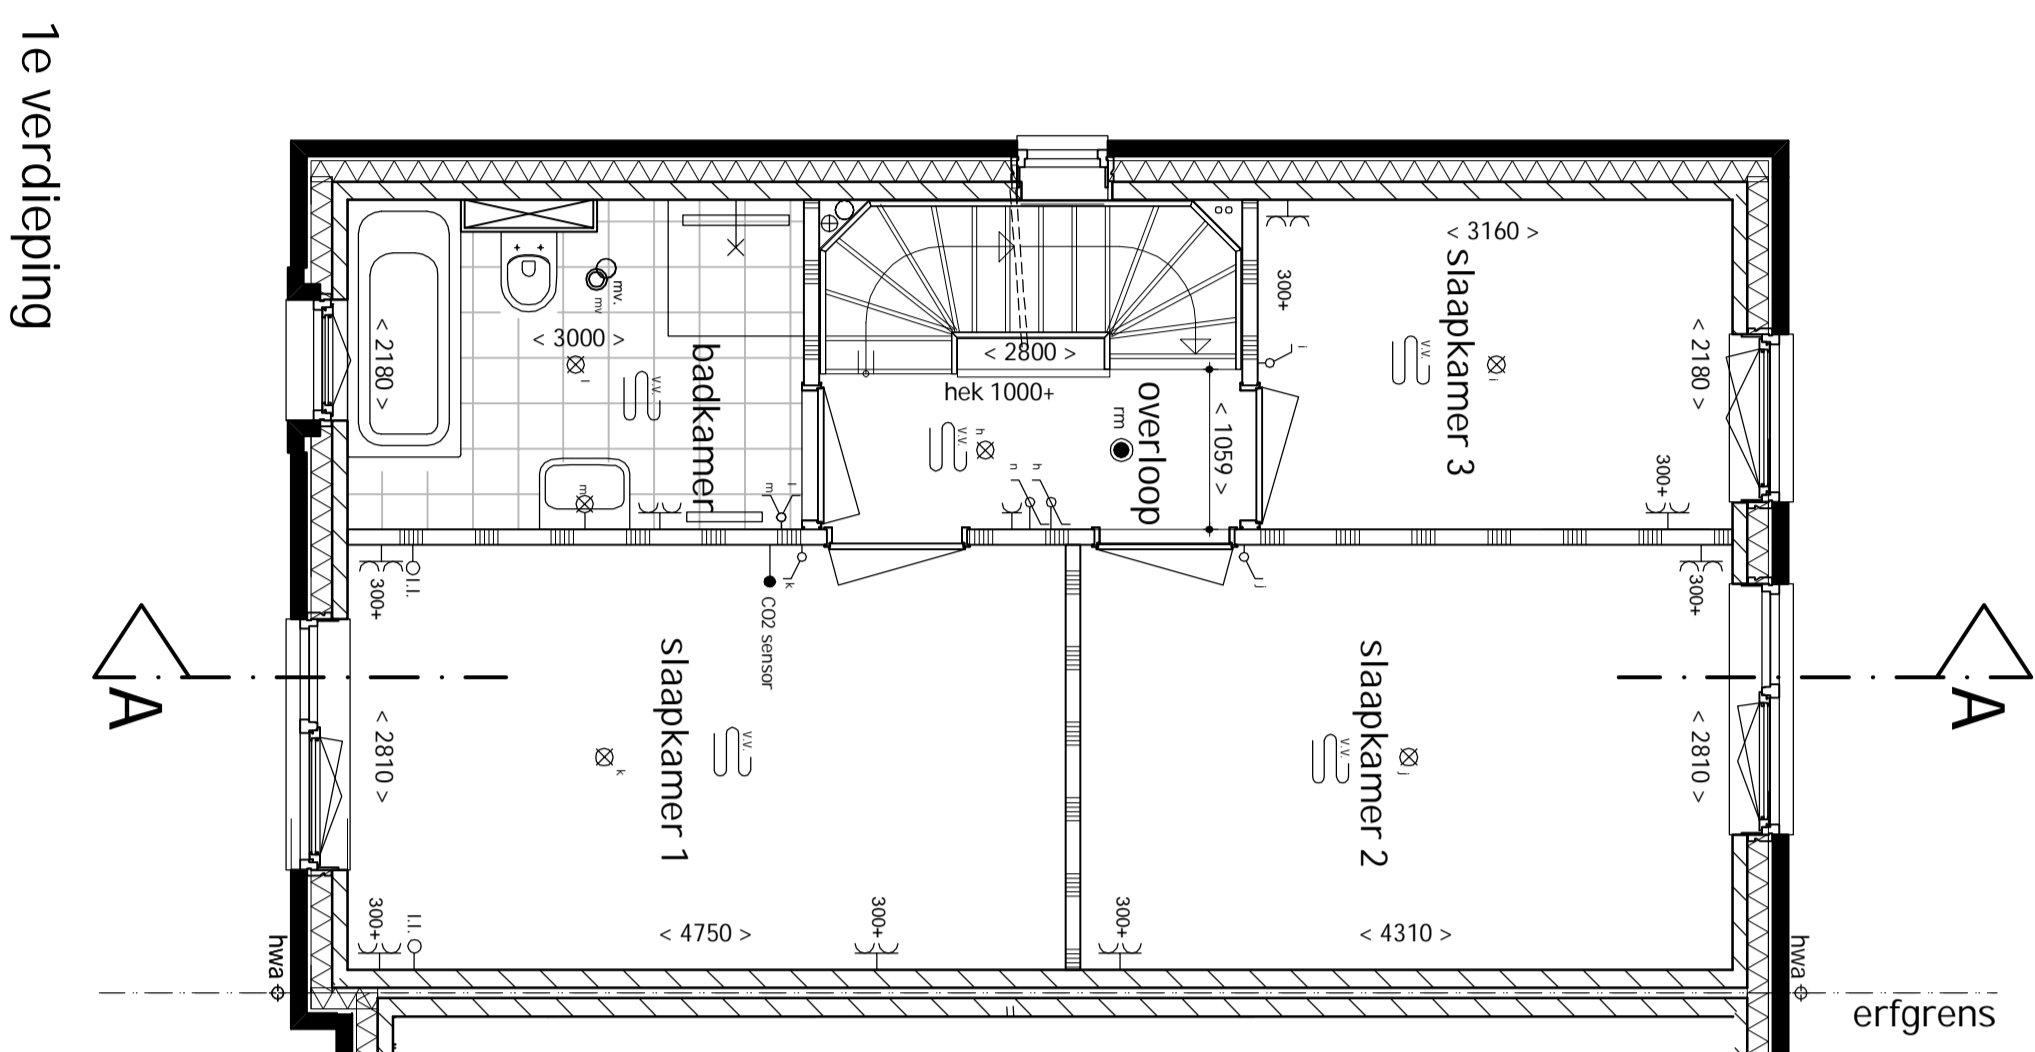 1e verdieping
< 3160 >
slaapkamer 3
300+
< 2180 >
v.v.
i
i
300+
mv.
mv
< 3000 >
l
< 2180 >
v.v.
badkamer
m
m
l
< 2800 >
hek 1000+
overloop
rm
< 1059 >
v.v.
h
n
h
300+
l.l.
k
CO2 sensor
j
300+
A
A
slaapkamer 1
v.v.
k
< 2810 >
slaapkamer 2
v.v.
j
< 2810 >
300+
l.l.
< 4750 >
300+
300+
< 4310 >
hwa
hwa
erfgrens